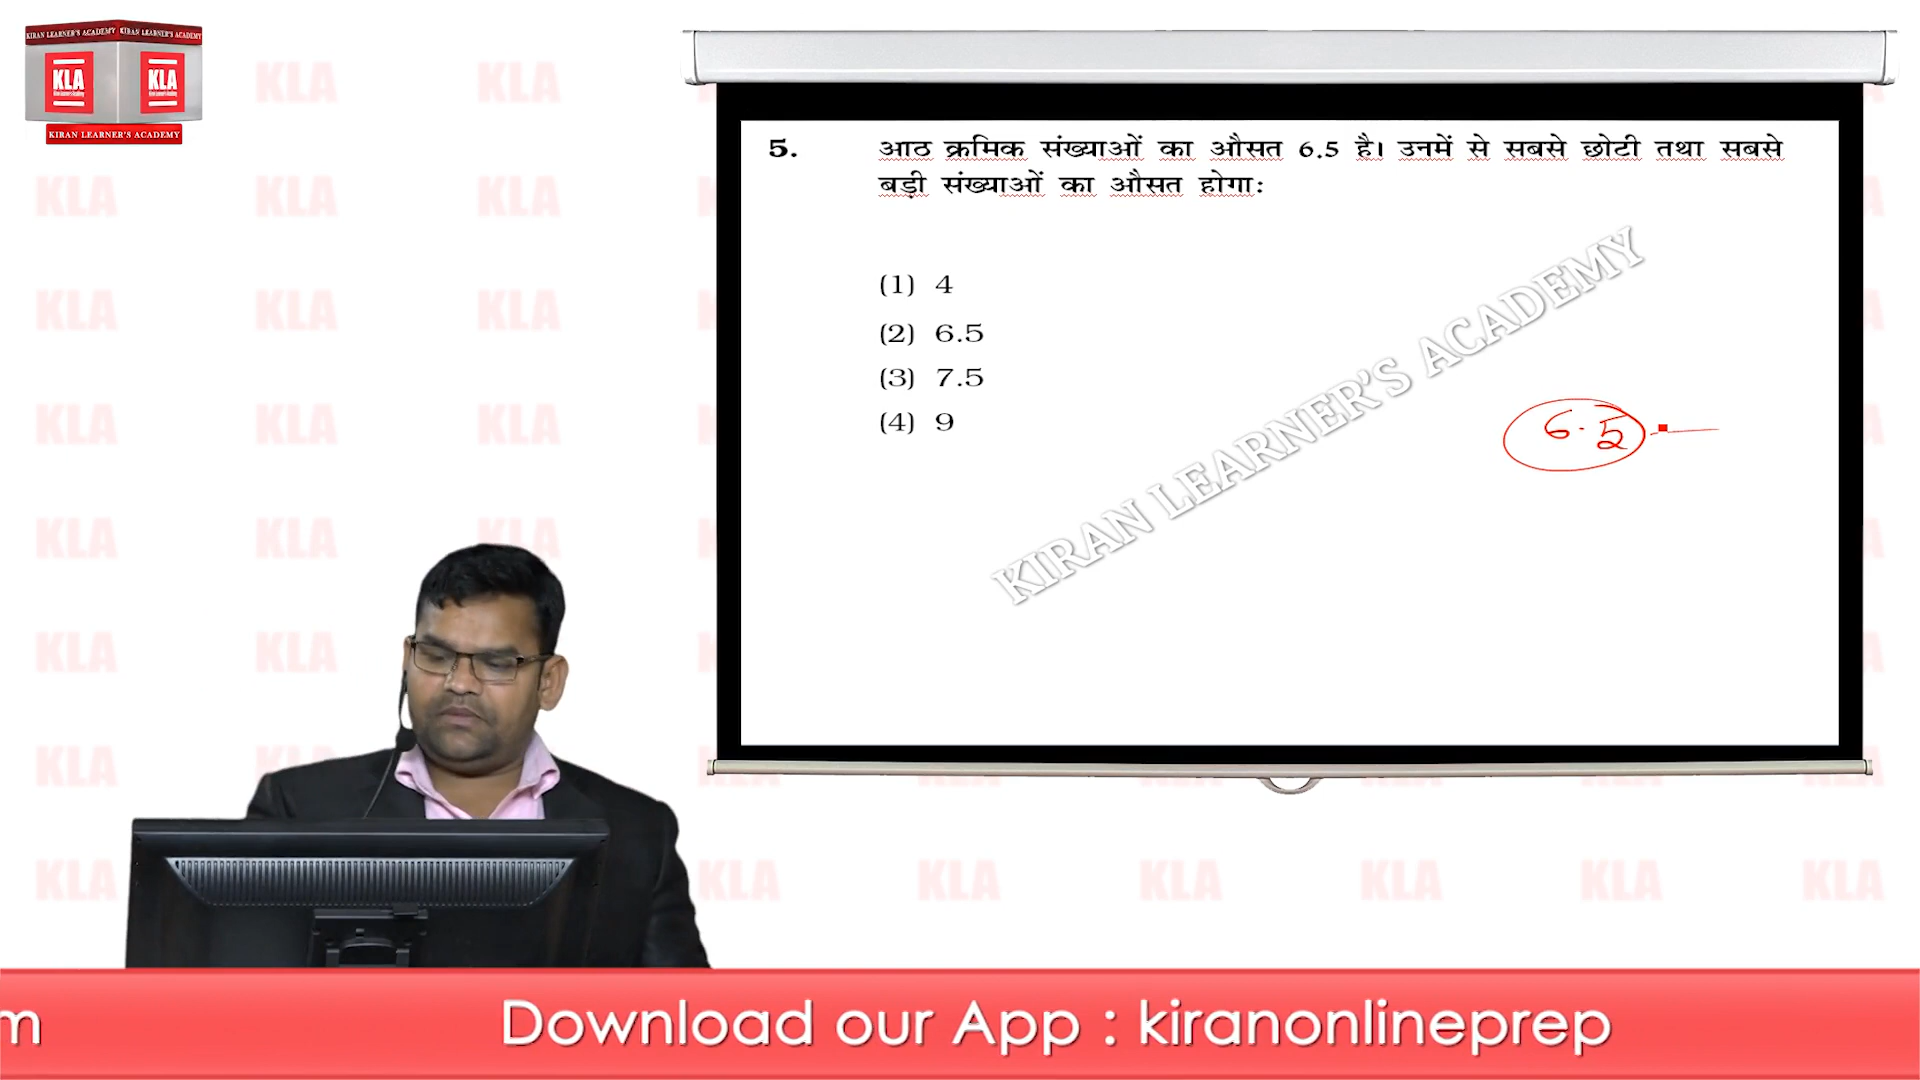 KIRAN LEARNER'S ACADEMY KIRAN LEARNER'S ACADEMY
KLA KLA
KIRAN LEARNER'S ACADEMY
5. आठ क्रमिक संख्याओं का औसत 6.5 है। उनमें से सबसे छोटी तथा सबसे
बड़ी संख्याओं का औसत होगा:
(1) 4
(2) 6.5
(3) 7.5
(4) 9
6.5
KIRAN LEARNER'S ACADEMY
m Download our App : kiranonlineprep